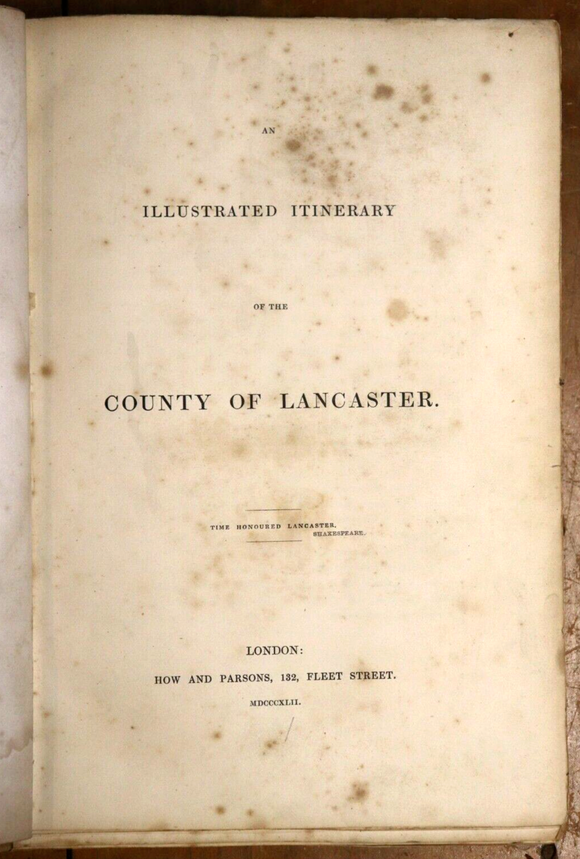 AN
ILLUSTRATED ITINERARY
OF THE
COUNTY OF LANCASTER.
TIME HONOURED LANCASTER,
SHAKESPEARE.
LONDON:
HOW AND PARSONS, 132, FLEET STREET.
MDCCCXLII.